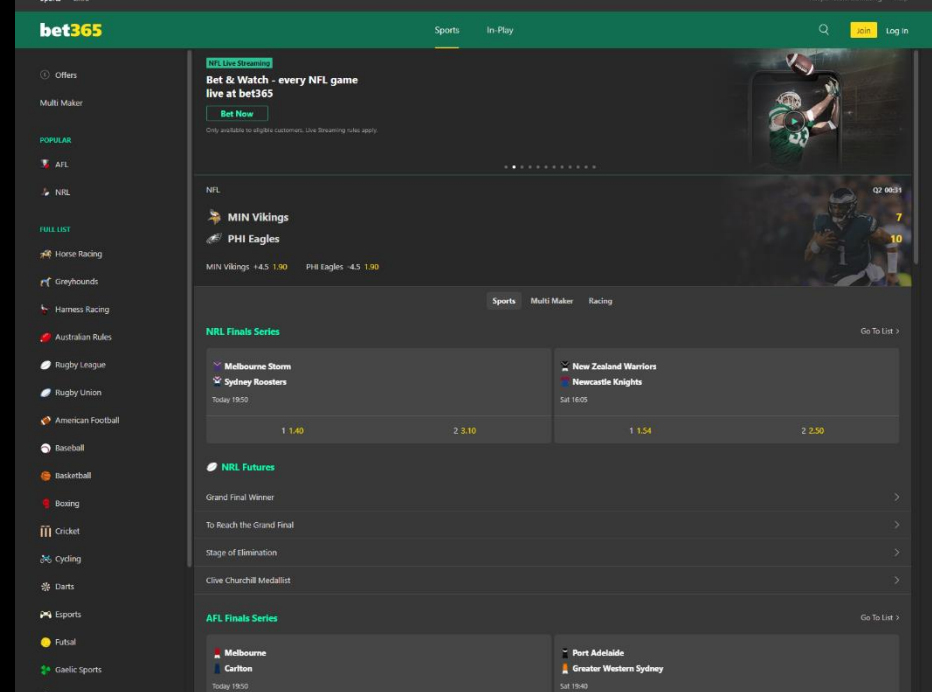 bet365
Sports
In-Play
Join
Log In
Offers
Multi Maker
POPULAR
AFL
NRL
FULL LIST
Horse Racing
Greyhounds
Harness Racing
Australian Rules
Rugby League
Rugby Union
American Football
Baseball
Basketball
Boxing
Cricket
Cycling
Darts
Esports
Futsal
Gaelic Sports
NFL Live Streaming
Bet & Watch - every NFL game
live at bet365
Bet Now
Only available to eligible customers. Live Streaming rules apply.
NFL
Q2 00:31
MIN Vikings 7
PHI Eagles 10
MIN Vikings +4.5 1.90 PHI Eagles -4.5 1.90
Sports Multi Maker Racing
NRL Finals Series
Go To List >
Melbourne Storm
Sydney Roosters
Today 19:50
1 1.40 2 3.10
New Zealand Warriors
Newcastle Knights
Sat 16:05
1 1.54 2 2.50
NRL Futures
Grand Final Winner
To Reach the Grand Final
Stage of Elimination
Clive Churchill Medallist
AFL Finals Series
Go To List >
Melbourne
Carlton
Today 19:50
Port Adelaide
Greater Western Sydney
Sat 19:40